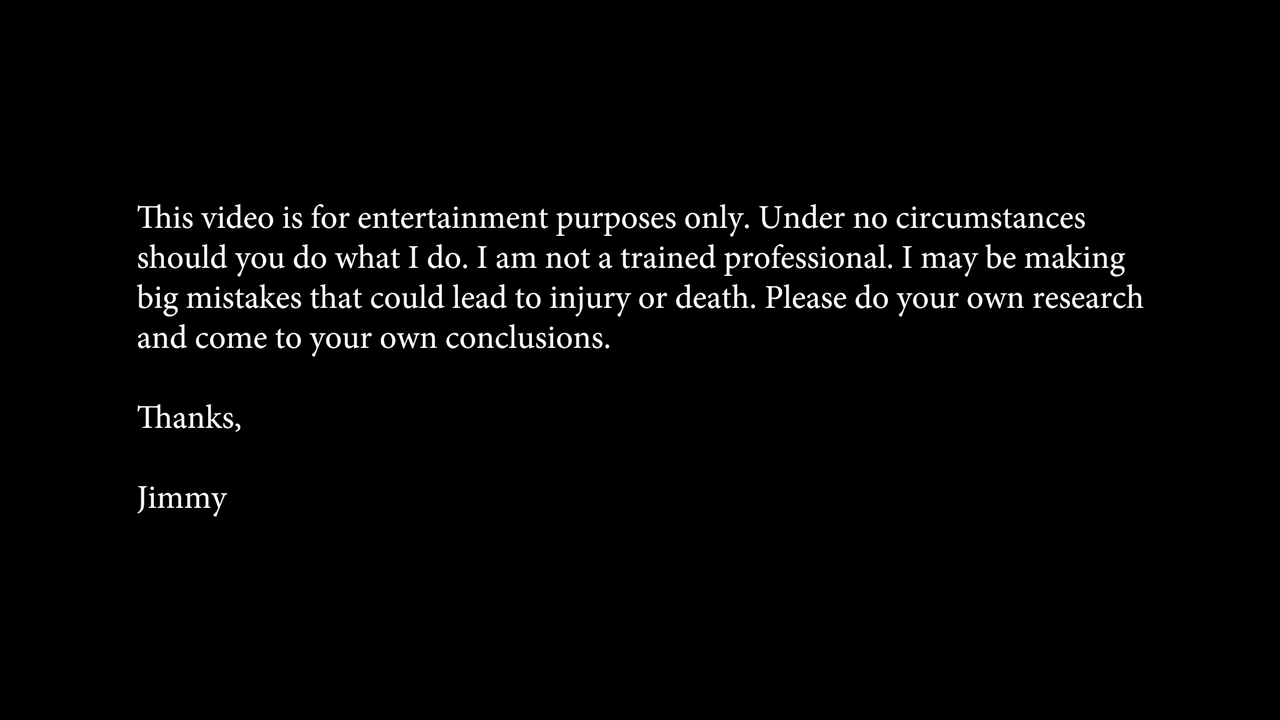 This video is for entertainment purposes only. Under no circumstances
should you do what I do. I am not a trained professional. I may be making
big mistakes that could lead to injury or death. Please do your own research
and come to your own conclusions.
Thanks,
Jimmy